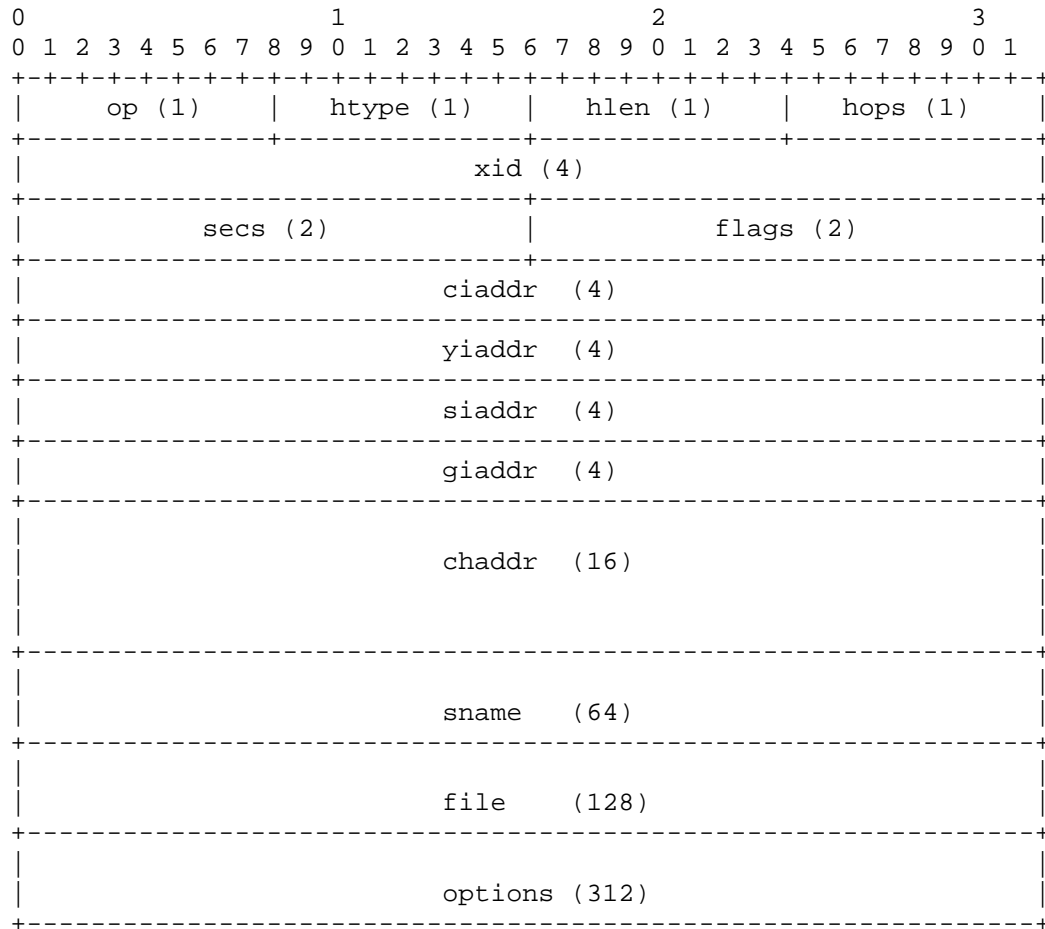 0                   1                   2                   3
0 1 2 3 4 5 6 7 8 9 0 1 2 3 4 5 6 7 8 9 0 1 2 3 4 5 6 7 8 9 0 1
+-+-+-+-+-+-+-+-+-+-+-+-+-+-+-+-+-+-+-+-+-+-+-+-+-+-+-+-+-+-+-+-+
|     op (1)    |   htype (1)   |   hlen (1)    |   hops (1)    |
+---------------+---------------+---------------+---------------+
|                            xid (4)                            |
+-------------------------------+-------------------------------+
|           secs (2)            |           flags (2)           |
+-------------------------------+-------------------------------+
|                          ciaddr  (4)                          |
+---------------------------------------------------------------+
|                          yiaddr  (4)                          |
+---------------------------------------------------------------+
|                          siaddr  (4)                          |
+---------------------------------------------------------------+
|                          giaddr  (4)                          |
+---------------------------------------------------------------+
|                                                               |
|                          chaddr  (16)                         |
|                                                               |
|                                                               |
+---------------------------------------------------------------+
|                                                               |
|                          sname   (64)                         |
+---------------------------------------------------------------+
|                                                               |
|                          file    (128)                        |
+---------------------------------------------------------------+
|                                                               |
|                          options (312)                        |
+---------------------------------------------------------------+